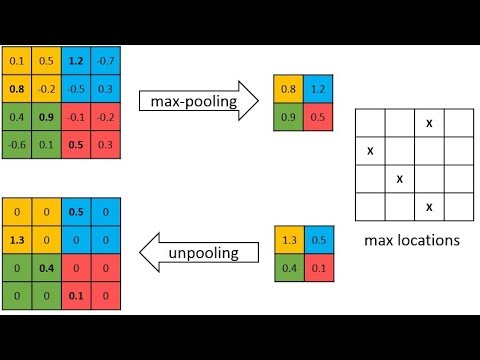 0.1 0.5 1.2 -0.7
0.8 -0.2 -0.5 0.3
0.4 0.9 -0.1 -0.2
-0.6 0.1 0.5 0.3
max-pooling
0.8 1.2
0.9 0.5
X
X
X
X
max locations
0 0 0.5 0
1.3 0 0 0
0 0.4 0 0
0 0 0.1 0
unpooling
1.3 0.5
0.4 0.1